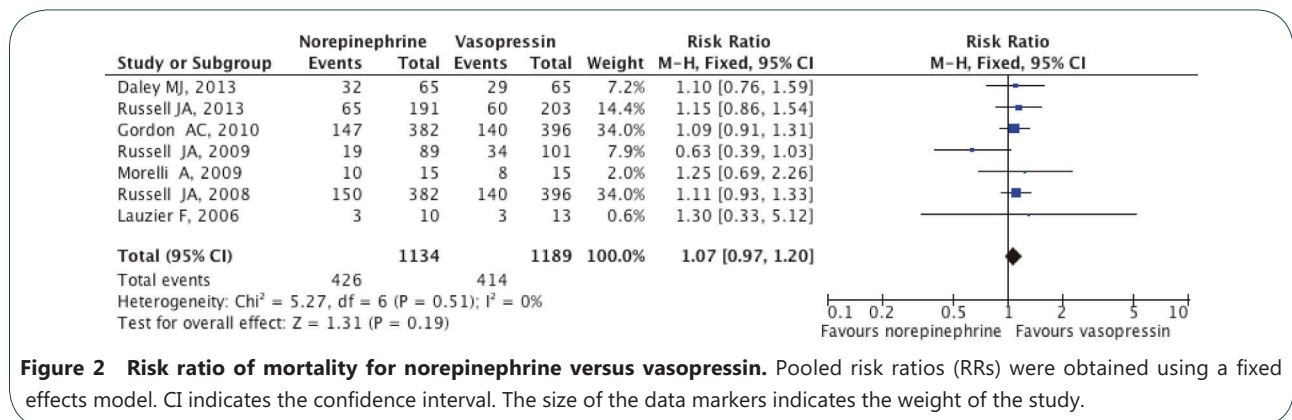 Norepinephrine Vasopressin Risk Ratio Risk Ratio
Study or Subgroup Events Total Events Total Weight M-H, Fixed, 95% CI M-H, Fixed, 95% CI
Daley MJ, 2013 32 65 29 65 7.2% 1.10 [0.76, 1.59]
Russell JA, 2013 65 191 60 203 14.4% 1.15 [0.86, 1.54]
Gordon AC, 2010 147 382 140 396 34.0% 1.09 [0.91, 1.31]
Russell JA, 2009 19 89 34 101 7.9% 0.63 [0.39, 1.03]
Morelli A, 2009 10 15 8 15 2.0% 1.25 [0.69, 2.26]
Russell JA, 2008 150 382 140 396 34.0% 1.11 [0.93, 1.33]
Lauzier F, 2006 3 10 3 13 0.6% 1.30 [0.33, 5.12]
Total (95% CI) 1134 1189 100.0% 1.07 [0.97, 1.20]
Total events 426 414
Heterogeneity: Chi² = 5.27, df = 6 (P = 0.51); I² = 0%
Test for overall effect: Z = 1.31 (P = 0.19)
0.1 0.2 0.5 1 2 5 10
Favours norepinephrine Favours vasopressin
Figure 2 Risk ratio of mortality for norepinephrine versus vasopressin. Pooled risk ratios (RRs) were obtained using a fixed
effects model. CI indicates the confidence interval. The size of the data markers indicates the weight of the study.